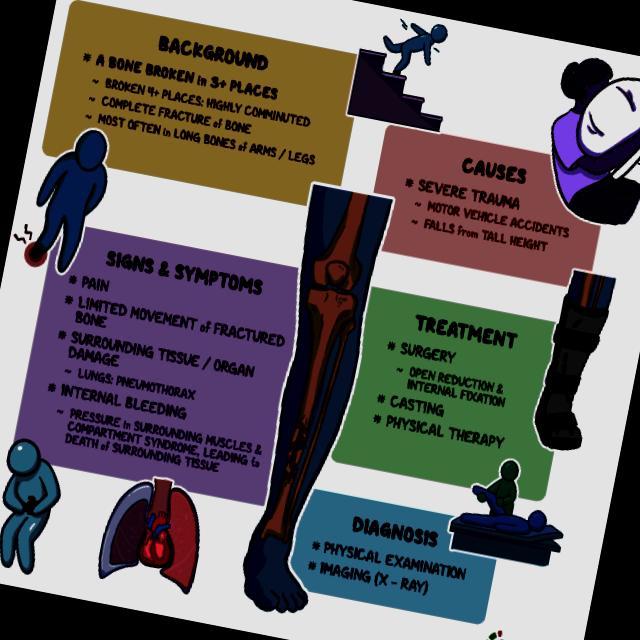 BACKGROUND
* A BONE BROKEN in 3+ PLACES
~ BROKEN 4+ PLACES: HIGHLY COMMINUTED
~ COMPLETE FRACTURE of BONE
~ MOST OFTEN in LONG BONES of ARMS / LEGS
CAUSES
* SEVERE TRAUMA
~ MOTOR VEHICLE ACCIDENTS
~ FALLS from TALL HEIGHT
SIGNS & SYMPTOMS
* PAIN
* LIMITED MOVEMENT of FRACTURED
BONE
* SURROUNDING TISSUE / ORGAN
DAMAGE
~ LUNGS: PNEUMOTHORAX
* INTERNAL BLEEDING
~ PRESSURE in SURROUNDING MUSCLES &
COMPARTMENT SYNDROME, LEADING to
DEATH of SURROUNDING TISSUE
TREATMENT
* SURGERY
~ OPEN REDUCTION &
INTERNAL FIXATION
* CASTING
* PHYSICAL THERAPY
DIAGNOSIS
* PHYSICAL EXAMINATION
* IMAGING (X - RAY)